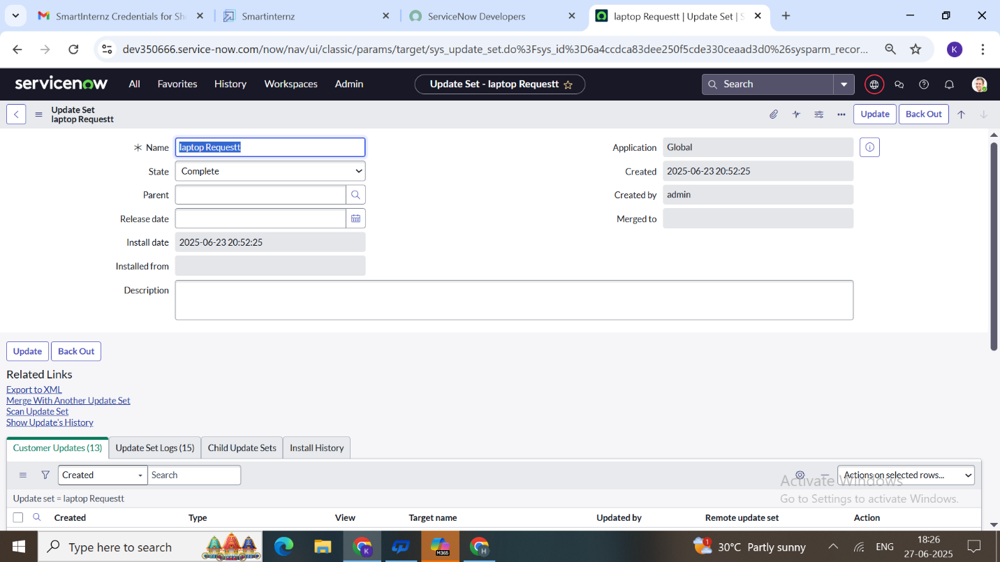 SmartInternz Credentials for Sh
Smartinternz
ServiceNow Developers
laptop Requestt | Update Set | S
dev350666.service-now.com/now/nav/ui/classic/params/target/sys_update_set.do%3Fsys_id%3D6a4ccdca83dee250f5cde330ceaad3d0%26sysparm_recor...
K
servicenow
All
Favorites
History
Workspaces
Admin
Update Set - laptop Requestt
Search
Update Set
laptop Requestt
Update
Back Out
Name
laptop Requestt
Application
Global
State
Complete
Created
2025-06-23 20:52:25
Parent
Created by
admin
Release date
Merged to
Install date
2025-06-23 20:52:25
Installed from
Description
Update
Back Out
Related Links
Export to XML
Merge With Another Update Set
Scan Update Set
Show Update's History
Customer Updates (13)
Update Set Logs (15)
Child Update Sets
Install History
Created
Search
Actions on selected rows...
Activate Windows
Go to Settings to activate Windows.
Update set = laptop Requestt
Created
Type
View
Target name
Updated by
Remote update set
Action
Type here to search
K
M365
H
1
30°C Partly sunny
ENG
18:26
27-06-2025